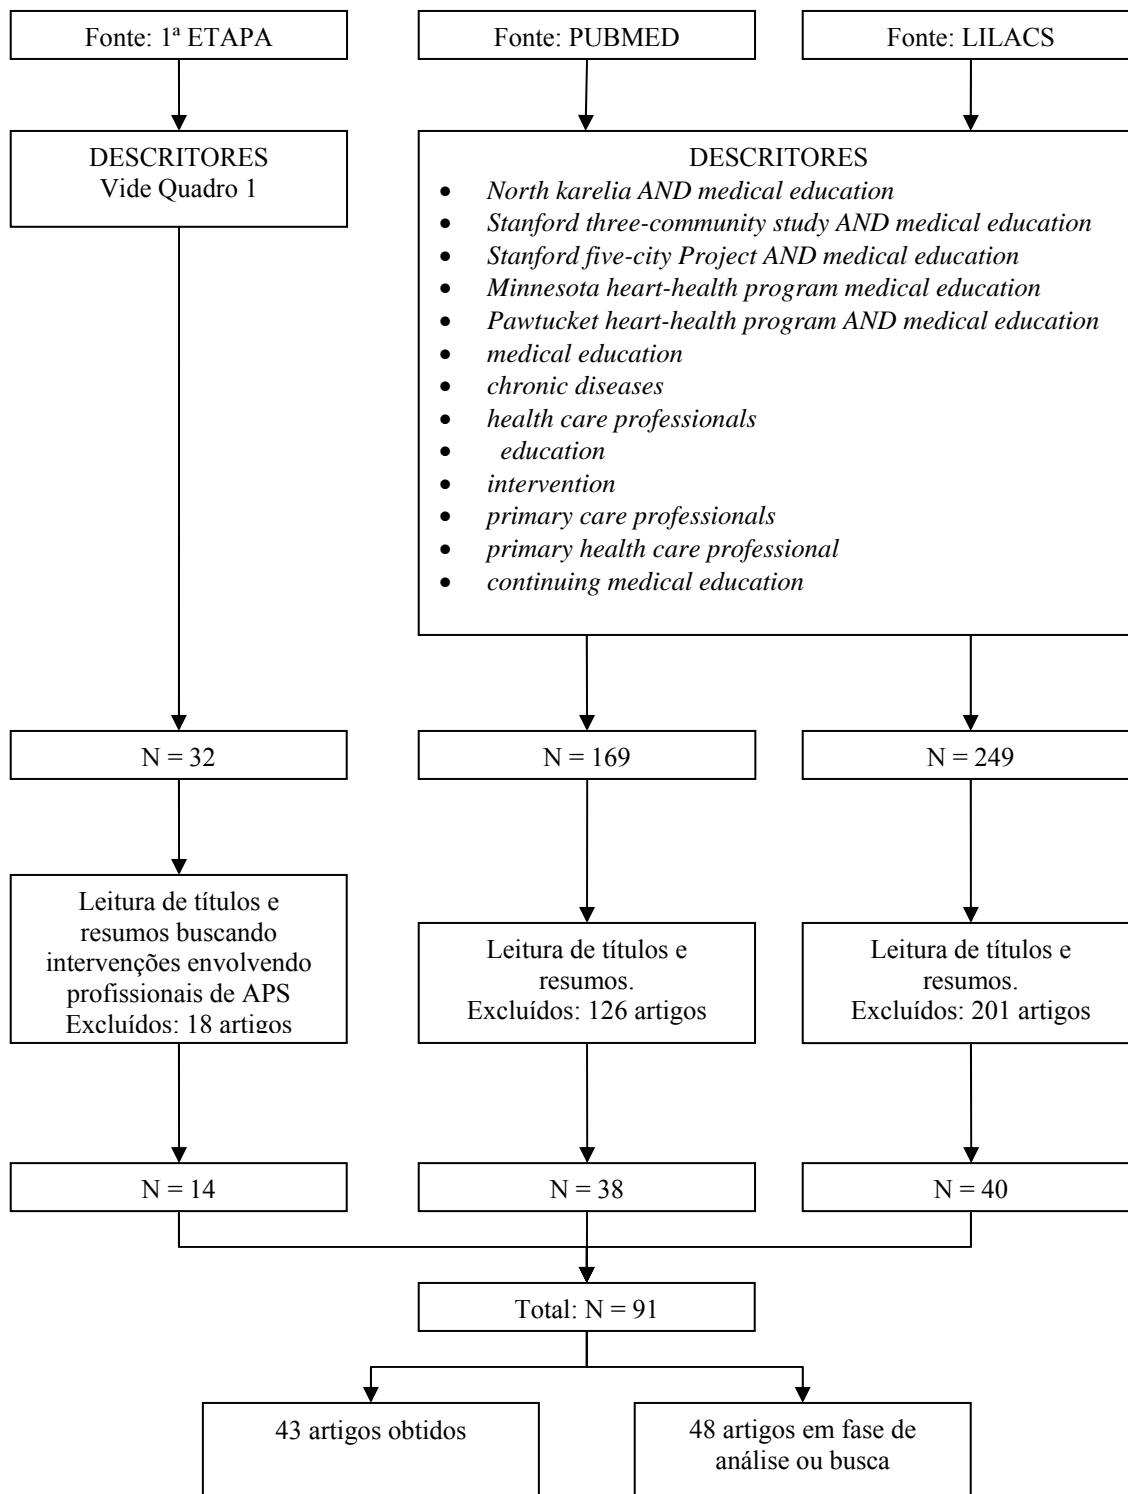 Fonte: 1ª ETAPA
Fonte: PUBMED
Fonte: LILACS
DESCRITORES
Vide Quadro 1
DESCRITORES
• North karelia AND medical education
• Stanford three-community study AND medical education
• Stanford five-city Project AND medical education
• Minnesota heart-health program medical education
• Pawtucket heart-health program AND medical education
• medical education
• chronic diseases
• health care professionals
• education
• intervention
• primary care professionals
• primary health care professional
• continuing medical education
N = 32
N = 169
N = 249
Leitura de títulos e
resumos buscando
intervenções envolvendo
profissionais de APS
Excluídos: 18 artigos
Leitura de títulos e
resumos.
Excluídos: 126 artigos
Leitura de títulos e
resumos.
Excluídos: 201 artigos
N = 14
N = 38
N = 40
Total: N = 91
43 artigos obtidos
48 artigos em fase de
análise ou busca